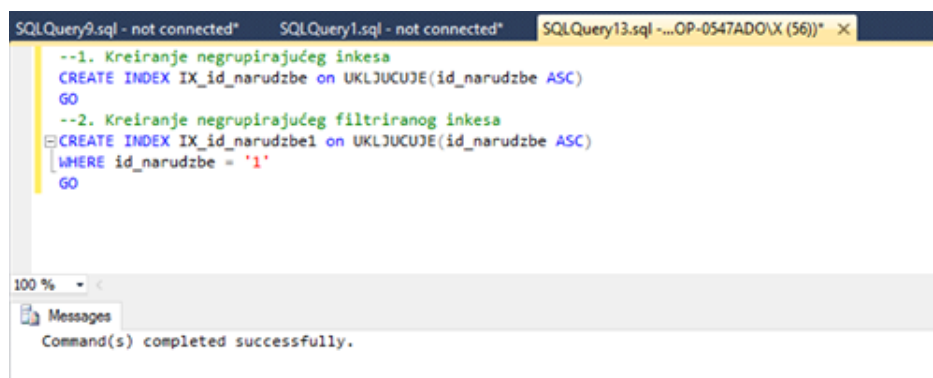 SQLQuery9.sql - not connected* SQLQuery1.sql - not connected* SQLQuery13.sql -...OP-0547ADO\X (56))* ×
--1. Kreiranje negrupirajućeg inkesa
CREATE INDEX IX_id_narudzbe on UKLJUCUJE(id_narudzbe ASC)
GO
--2. Kreiranje negrupirajućeg filtriranog inkesa
CREATE INDEX IX_id_narudzbe1 on UKLJUCUJE(id_narudzbe ASC)
WHERE id_narudzbe = '1'
GO
100 %
Messages
Command(s) completed successfully.